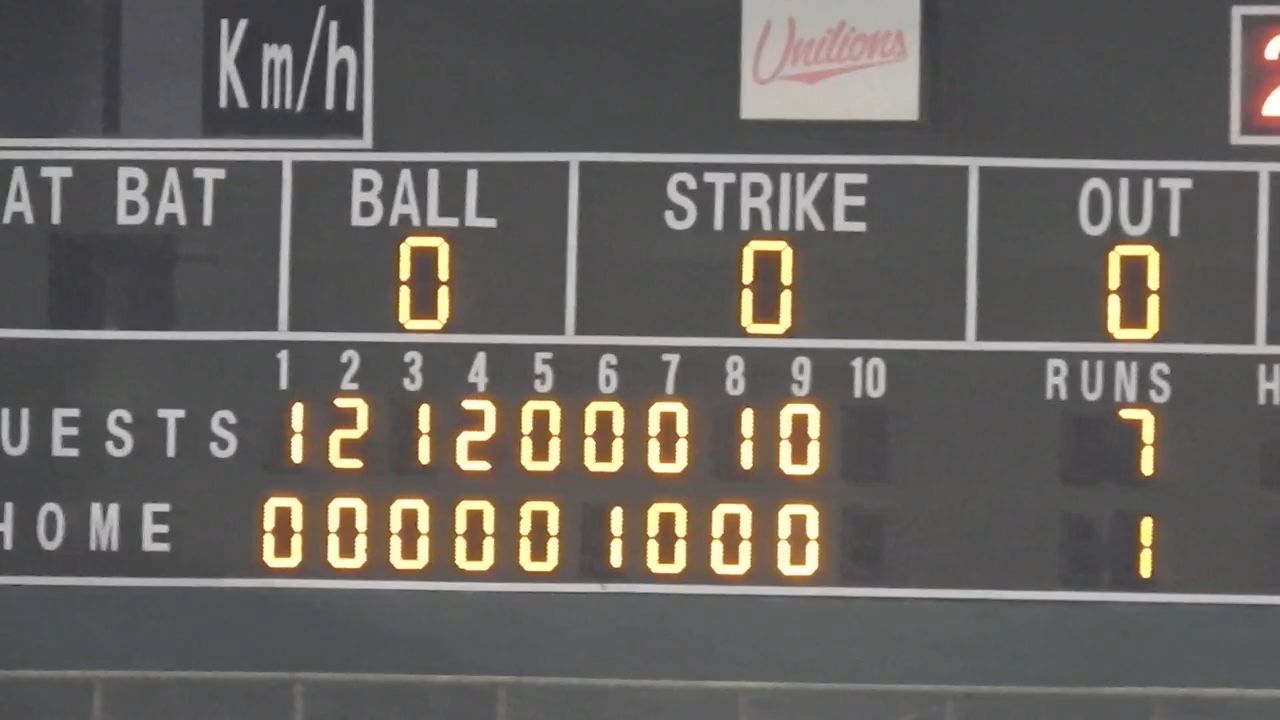 Km/h
Unilions
2
AT BAT BALL STRIKE OUT
0 0 0
1 2 3 4 5 6 7 8 9 10 RUNS H
UESTS 1 2 1 2 0 0 0 1 0 7
HOME 0 0 0 0 0 1 0 0 0 1